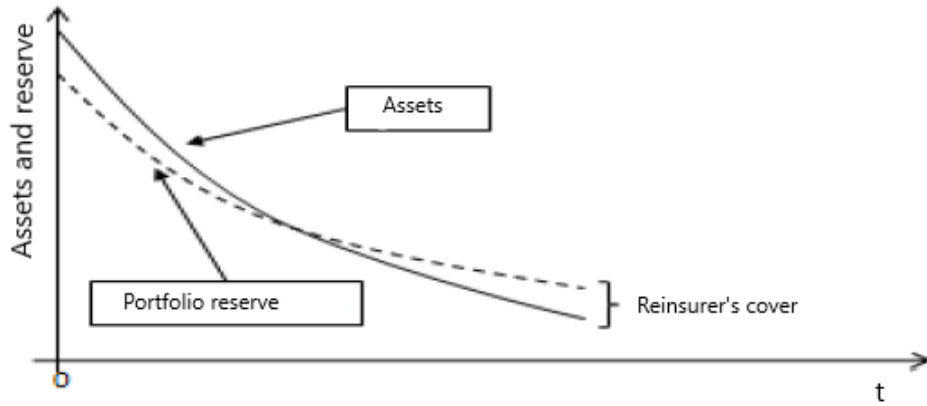 Assets and reserve
Assets
Portfolio reserve
Reinsurer's cover
O
t